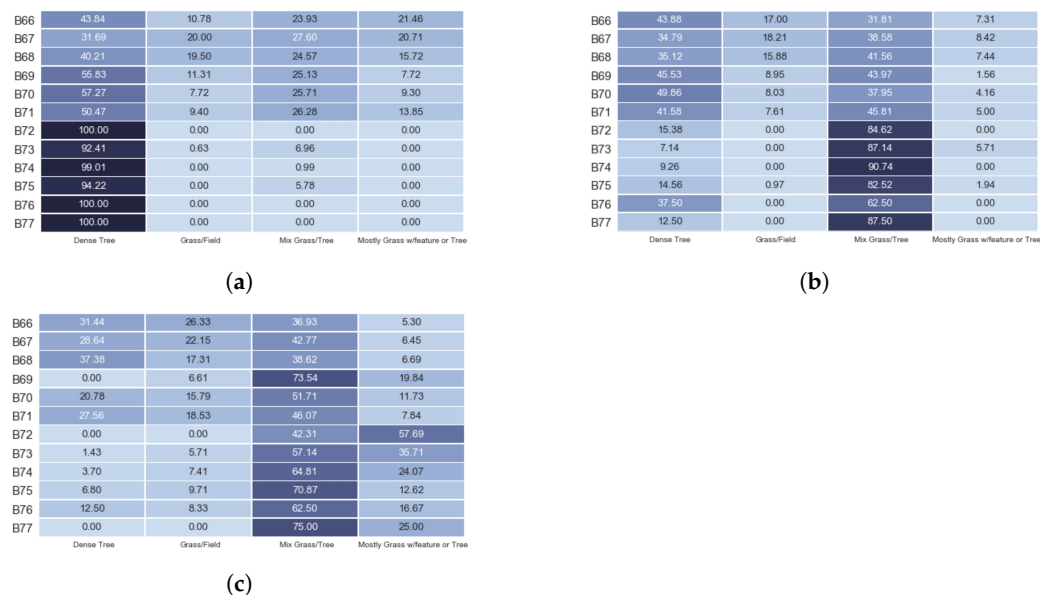 B66 43.84 10.78 23.93 21.46
B67 31.69 20.00 27.60 20.71
B68 40.21 19.50 24.57 15.72
B69 55.83 11.31 25.13 7.72
B70 57.27 7.72 25.71 9.30
B71 50.47 9.40 26.28 13.85
B72 100.00 0.00 0.00 0.00
B73 92.41 0.63 6.96 0.00
B74 99.01 0.00 0.99 0.00
B75 94.22 0.00 5.78 0.00
B76 100.00 0.00 0.00 0.00
B77 100.00 0.00 0.00 0.00
Dense Tree Grass/Field Mix Grass/Tree Mostly Grass w/feature or Tree
(a)
B66 43.88 17.00 31.81 7.31
B67 34.79 18.21 38.58 8.42
B68 35.12 15.88 41.56 7.44
B69 45.53 8.95 43.97 1.56
B70 49.86 8.03 37.95 4.16
B71 41.58 7.61 45.81 5.00
B72 15.38 0.00 84.62 0.00
B73 7.14 0.00 87.14 5.71
B74 9.26 0.00 90.74 0.00
B75 14.56 0.97 82.52 1.94
B76 37.50 0.00 62.50 0.00
B77 12.50 0.00 87.50 0.00
Dense Tree Grass/Field Mix Grass/Tree Mostly Grass w/feature or Tree
(b)
B66 31.44 26.33 36.93 5.30
B67 28.64 22.15 42.77 6.45
B68 37.38 17.31 38.62 6.69
B69 0.00 6.61 73.54 19.84
B70 20.78 15.79 51.71 11.73
B71 27.56 18.53 46.07 7.84
B72 0.00 0.00 42.31 57.69
B73 1.43 5.71 57.14 35.71
B74 3.70 7.41 64.81 24.07
B75 6.80 9.71 70.87 12.62
B76 12.50 8.33 62.50 16.67
B77 0.00 0.00 75.00 25.00
Dense Tree Grass/Field Mix Grass/Tree Mostly Grass w/feature or Tree
(c)